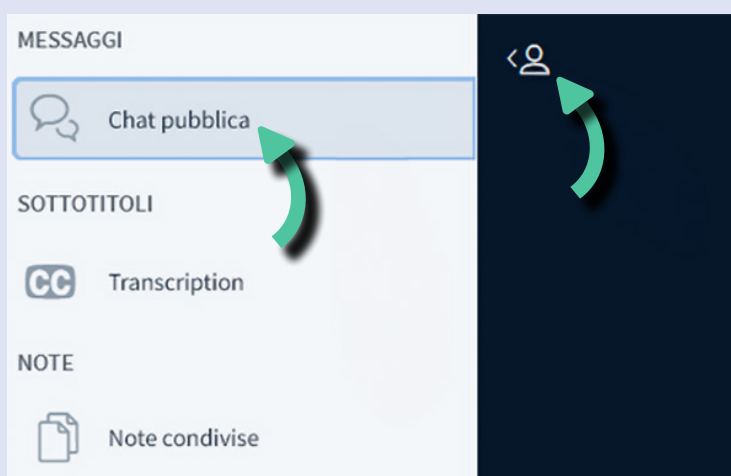 MESSAGGI
Chat pubblica
SOTTOTITOLI
CC
Transcription
NOTE
Note condivise